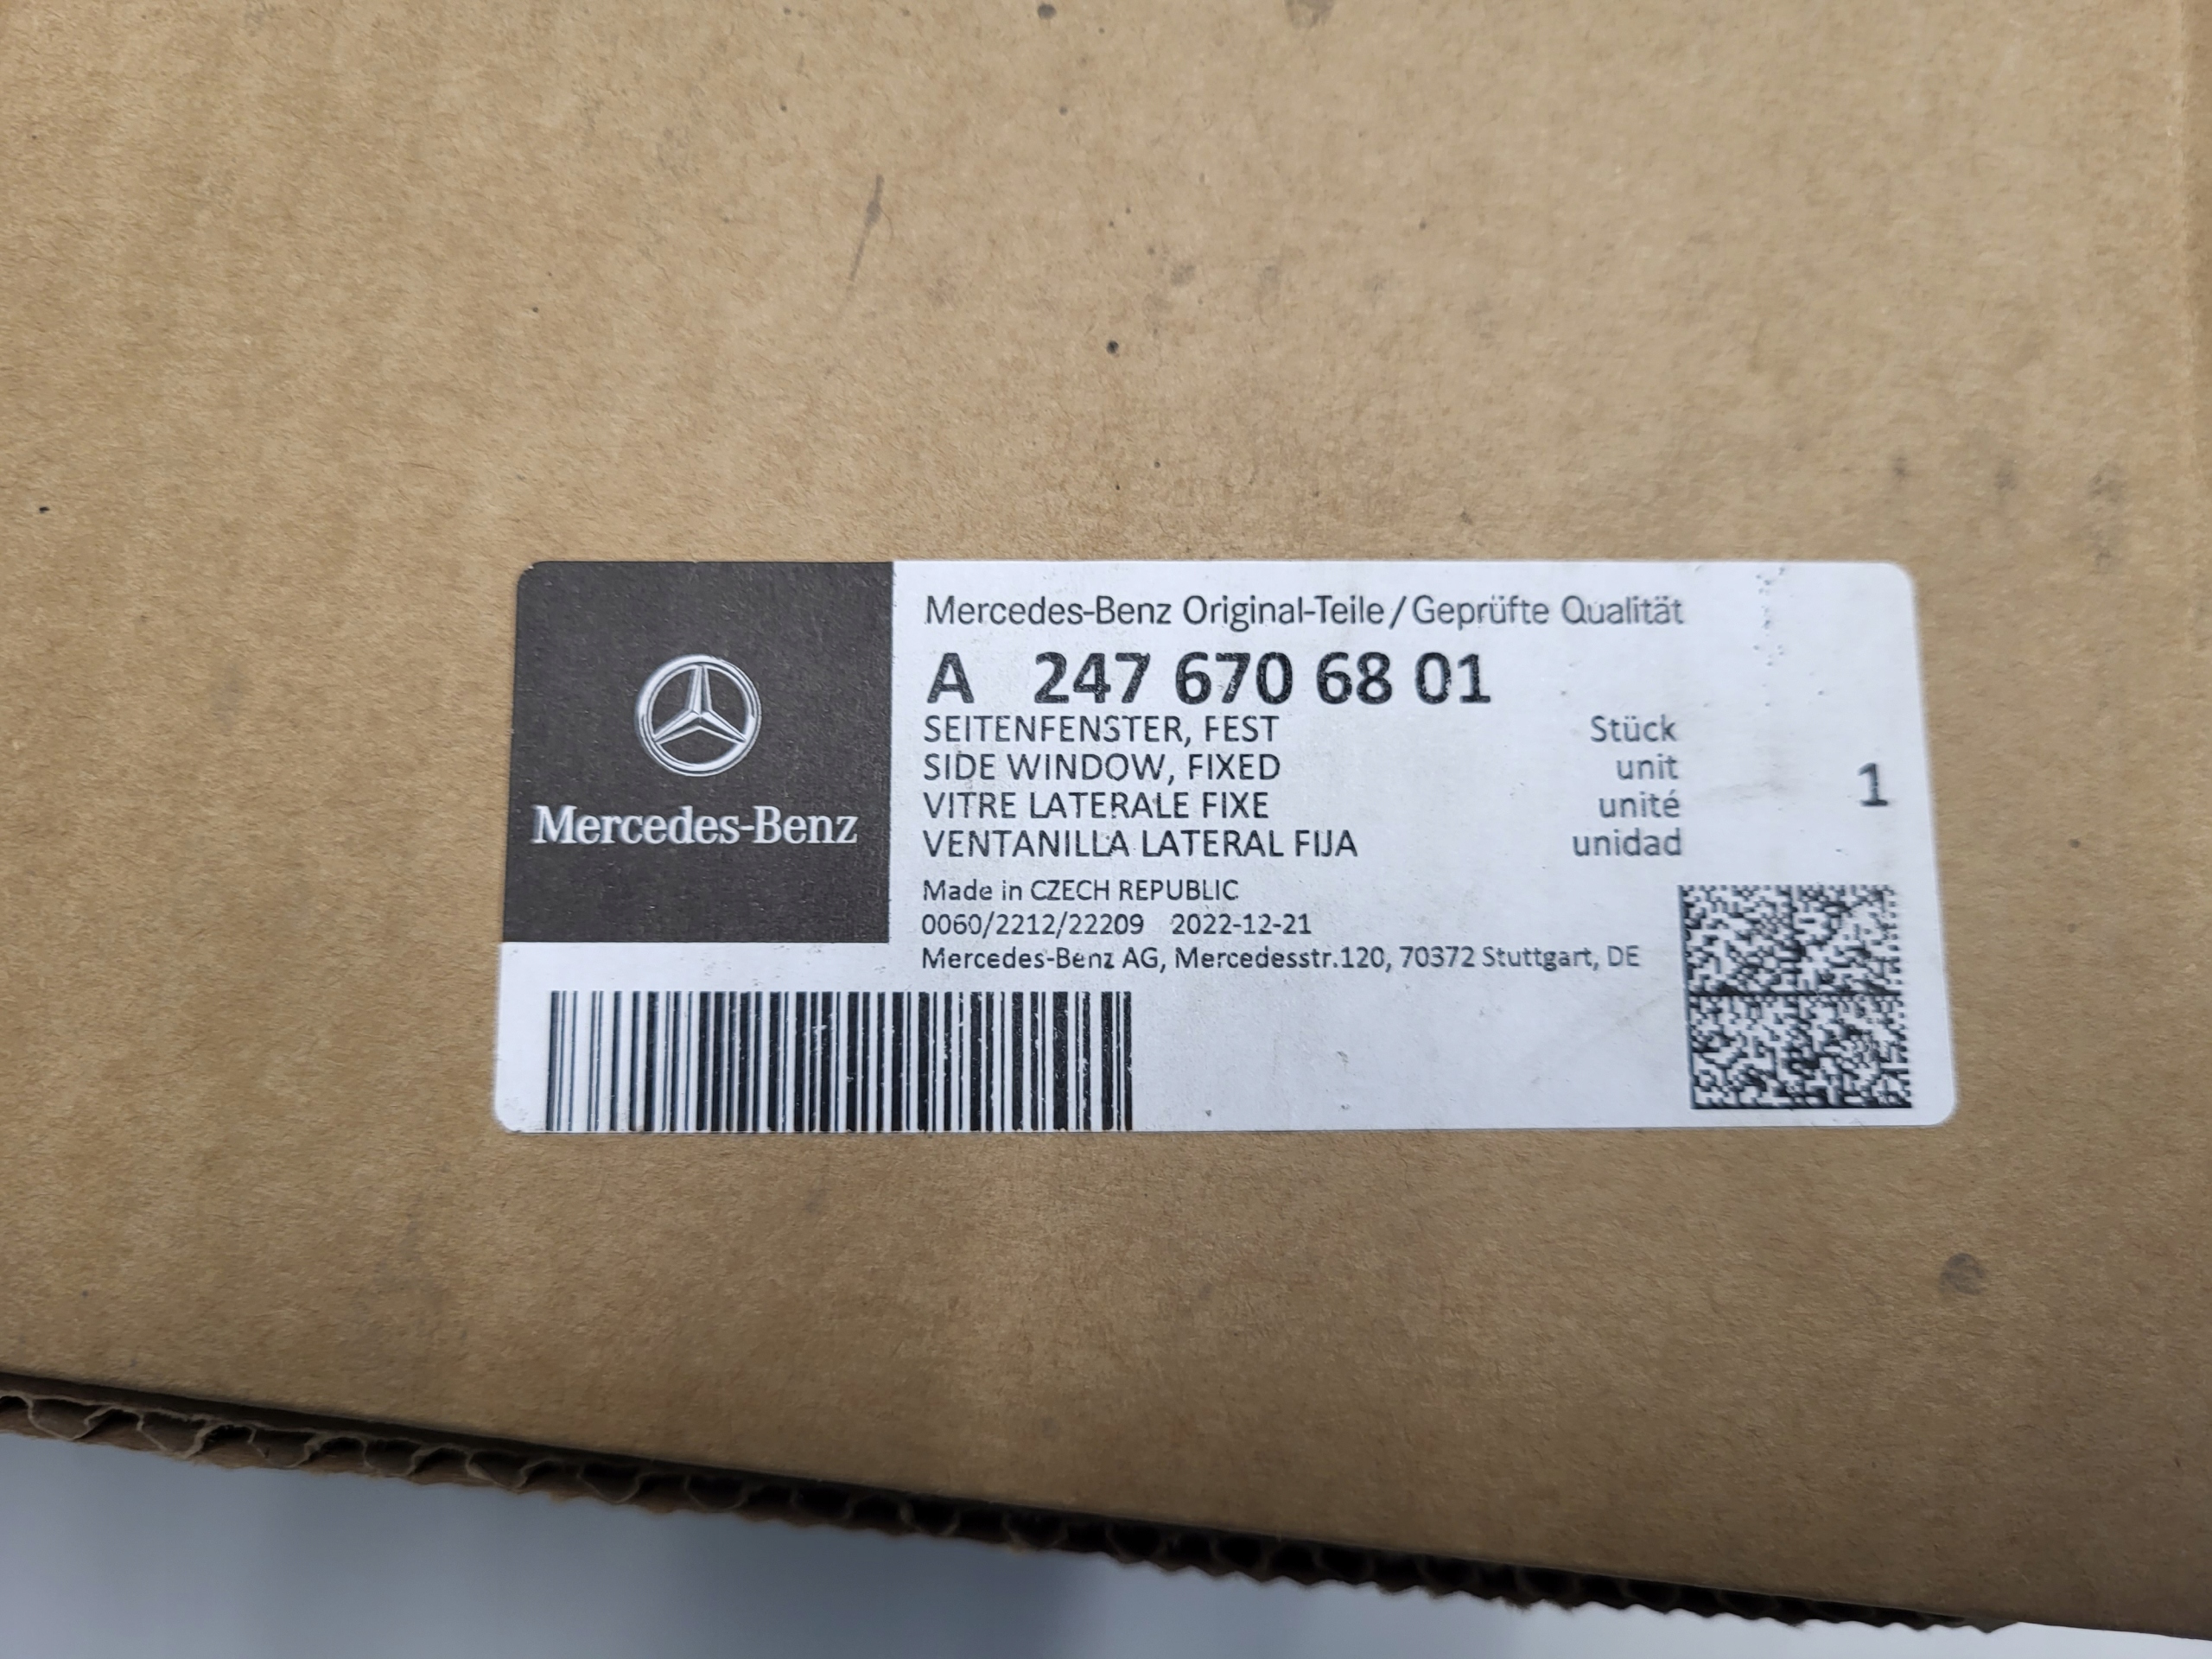 Mercedes-Benz
Mercedes-Benz Original-Teile/Geprüfte Qualität
A 247 670 68 01
SEITENFENSTER, FEST Stück
SIDE WINDOW, FIXED unit
VITRE LATERALE FIXE unité
VENTANILLA LATERAL FIJA unidad
1
Made in CZECH REPUBLIC
0060/2212/22209 2022-12-21
Mercedes-Benz AG, Mercedesstr.120, 70372 Stuttgart, DE